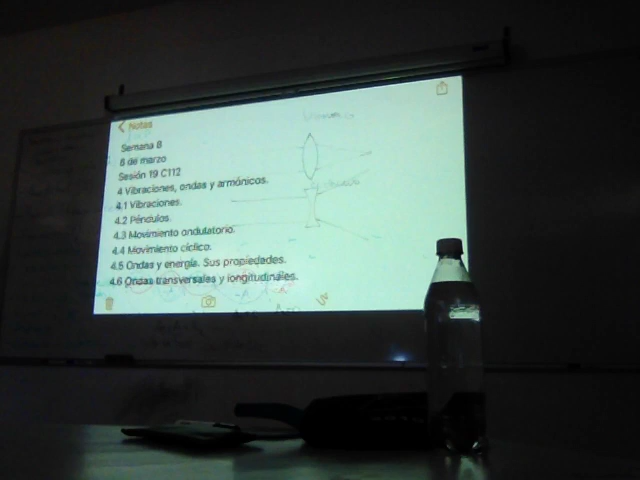 Notas
Semana 8
6 de marzo
Sesión 19 C112
4 Vibraciones, ondas y armónicos.
4.1 Vibraciones.
4.2 Péndulos.
4.3 Movimiento ondulatorio.
4.4 Movimiento cíclico.
4.5 Ondas y energía. Sus propiedades.
4.6 Ondas transversales y longitudinales.